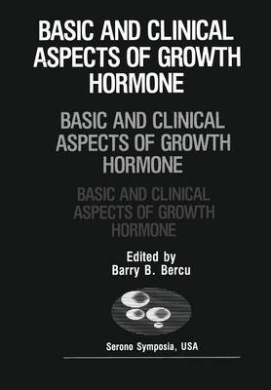 BASIC AND CLINICAL
ASPECTS OF GROWTH
HORMONE
BASIC AND CLINICAL
ASPECTS OF GROWTH
HORMONE
BASIC AND CLINICAL
ASPECTS OF GROWTH
HORMONE
Edited by
Barry B. Bercu
Serono Symposia, USA